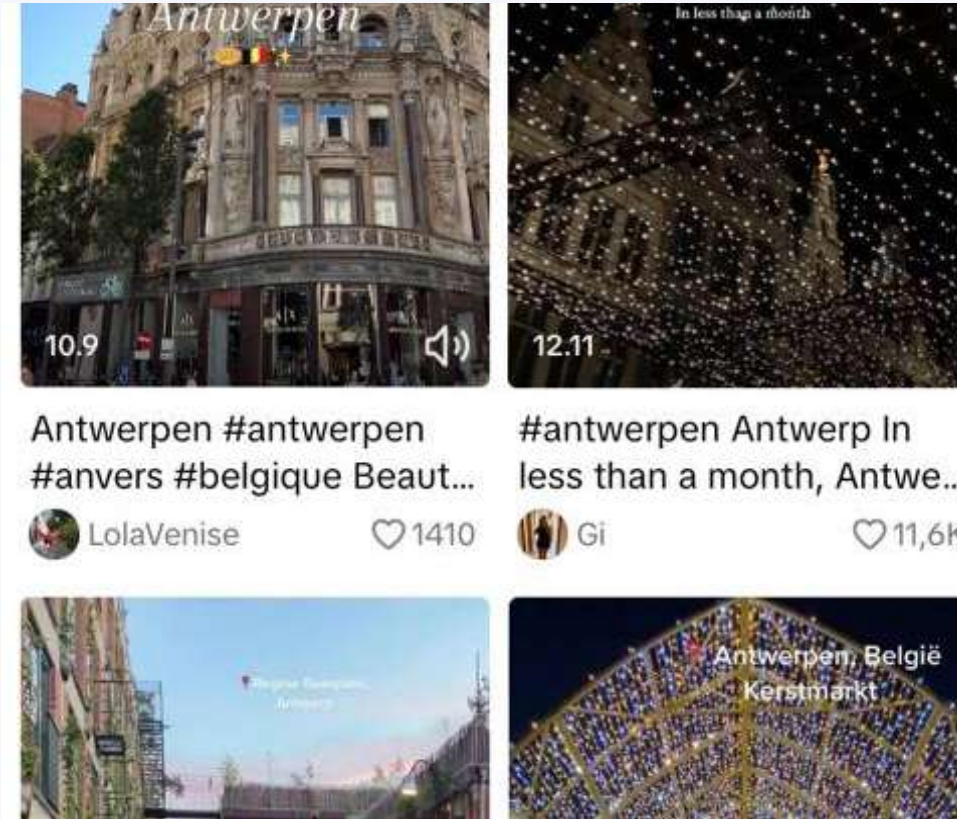 Antwerpen
In less than a month
10.9
12.11
Antwerpen #antwerpen
#anvers #belgique Beaut...
#antwerpen Antwerp In
less than a month, Antwe..
LolaVenise
1410
Gi
11,6K
Antwerpen, België
Kerstmarkt